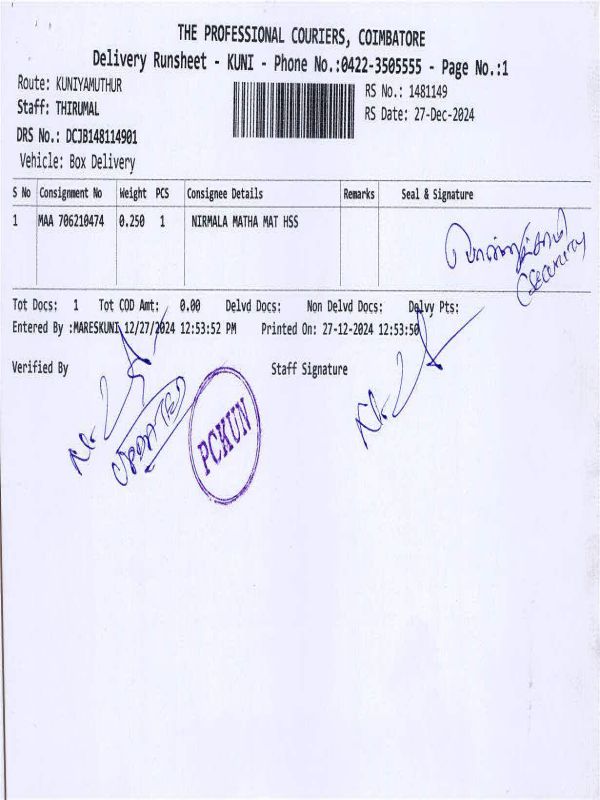 THE PROFESSIONAL COURIERS, COIMBATORE
Delivery Runsheet - KUNI - Phone No.:0422-3505555 - Page No.:1
Route: KUNIYAMUTHUR
RS No.: 1481149
Staff: THIRUMAL
RS Date: 27-Dec-2024
DRS No.: DCJB148114901
Vehicle: Box Delivery
S No Consignment No Weight PCS Consignee Details Remarks Seal & Signature
1 MAA 706210474 0.250 1 NIRMALA MATHA MAT HSS
(Security)
Tot Docs: 1 Tot COD Amt: 0.00 Delvd Docs: Non Delvd Docs: Delvy Pts:
Entered By :MARESKUNI 12/27/2024 12:53:52 PM Printed On: 27-12-2024 12:53:50
Verified By Staff Signature
UPDATED
PCKUN